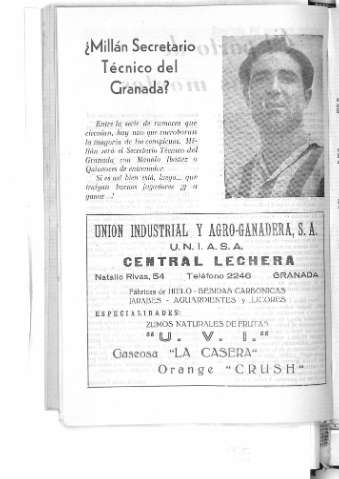 ¿Millán Secretario
Técnico del
Granada?
Entre la serie de rumores que
circulan, hay uno que corroboran
la mayoría de los conspicuos. Mi-
llán será el Secretario Técnico del
Granada con Manolo Ibáñez o
Quincoces de entrenador.
Si es así bien está, luego... que
traigan buenos jugadores y a
ganar...!
UNION INDUSTRIAL Y AGRO-GANADERA, S. A.
U. N. I. A. S. A.
CENTRAL LECHERA
Natalio Rivas, 54 Teléfono 2246 GRANADA
Fábricas de HIELO - BEBIDAS CARBONICAS
JARABES - AGUARDIENTES y LICORES
ESPECIALIDADES:
ZUMOS NATURALES DE FRUTAS
"U. V. I."
Gaseosa "LA CASERA"
Orange "CRUSH"